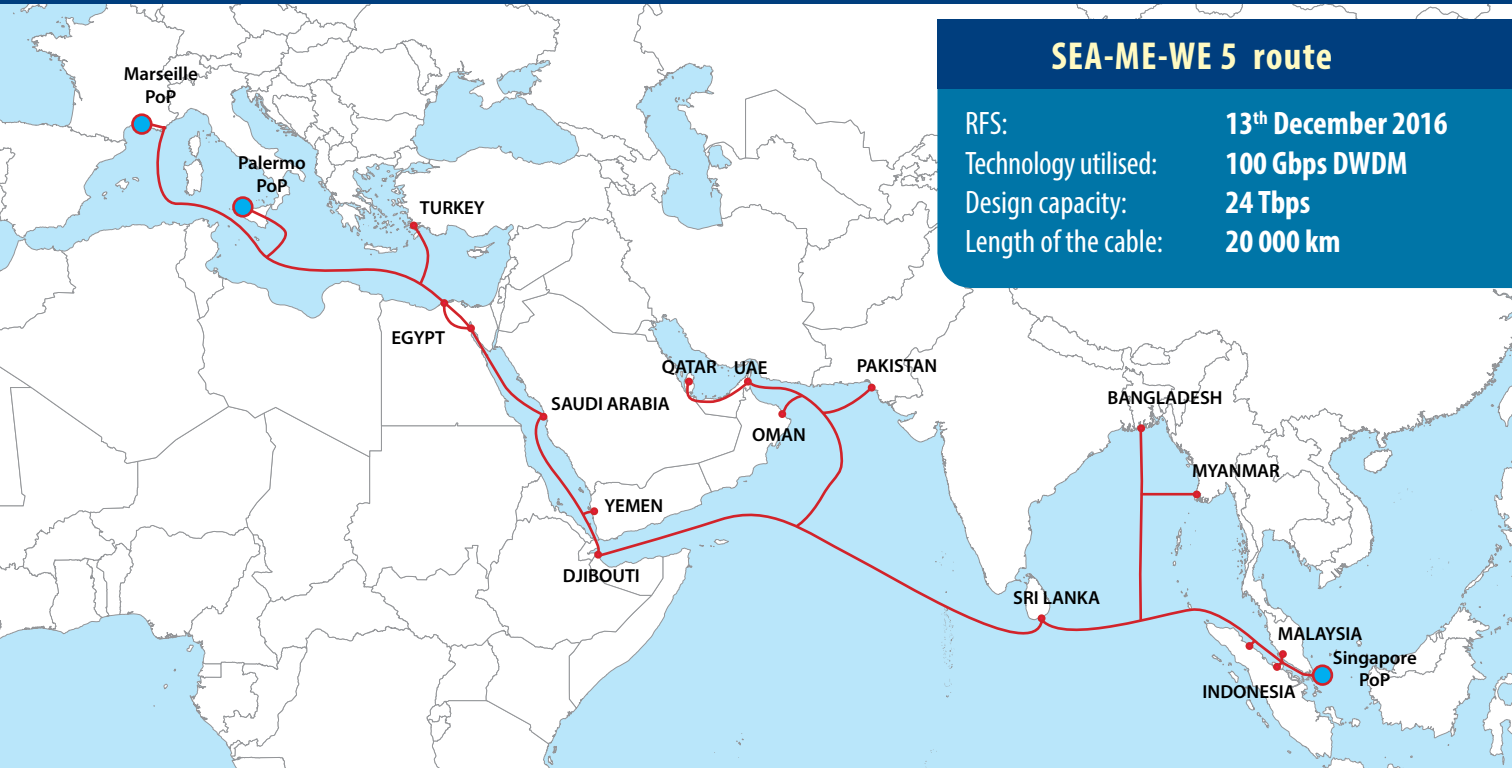 SEA-ME-WE 5 route
RFS: 13th December 2016
Technology utilised: 100 Gbps DWDM
Design capacity: 24 Tbps
Length of the cable: 20 000 km
Marseille
PoP
Palermo
PoP
TURKEY
EGYPT
QATAR
UAE
PAKISTAN
SAUDI ARABIA
OMAN
BANGLADESH
MYANMAR
YEMEN
DJIBOUTI
SRI LANKA
MALAYSIA
Singapore
PoP
INDONESIA